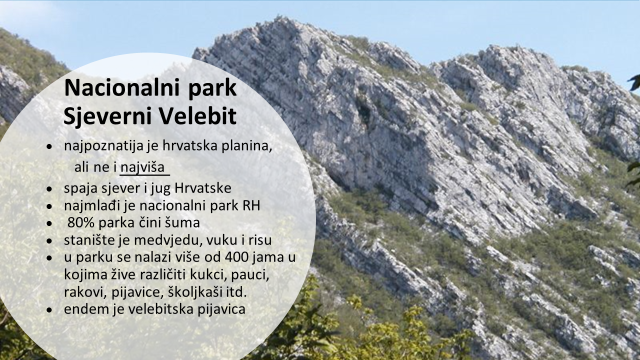 Nacionalni park
Sjeverni Velebit
• najpoznatija je hrvatska planina,
ali ne i najviša
• spaja sjever i jug Hrvatske
• najmlađi je nacionalni park RH
• 80% parka čini šuma
• stanište je medvjedu, vuku i risu
• u parku se nalazi više od 400 jama u
kojima žive različiti kukci, pauci,
rakovi, pijavice, školjkaši itd.
• endem je velebitska pijavica